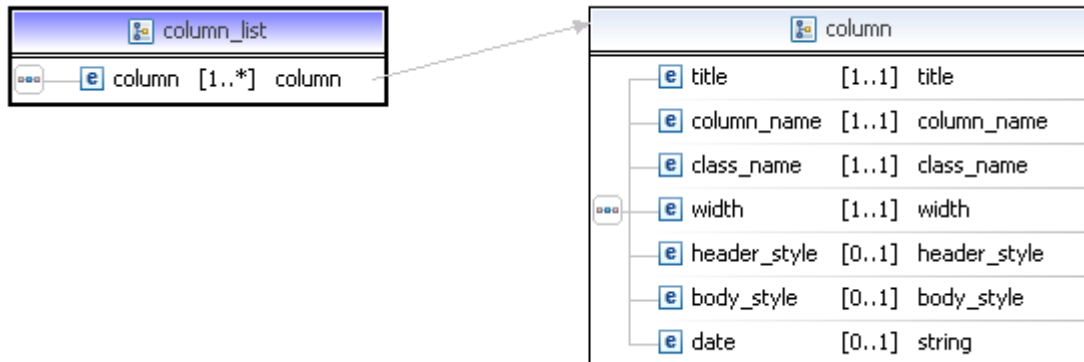 column_list
e column [1..*] column
column
e title [1..1] title
e column_name [1..1] column_name
e class_name [1..1] class_name
e width [1..1] width
e header_style [0..1] header_style
e body_style [0..1] body_style
e date [0..1] string